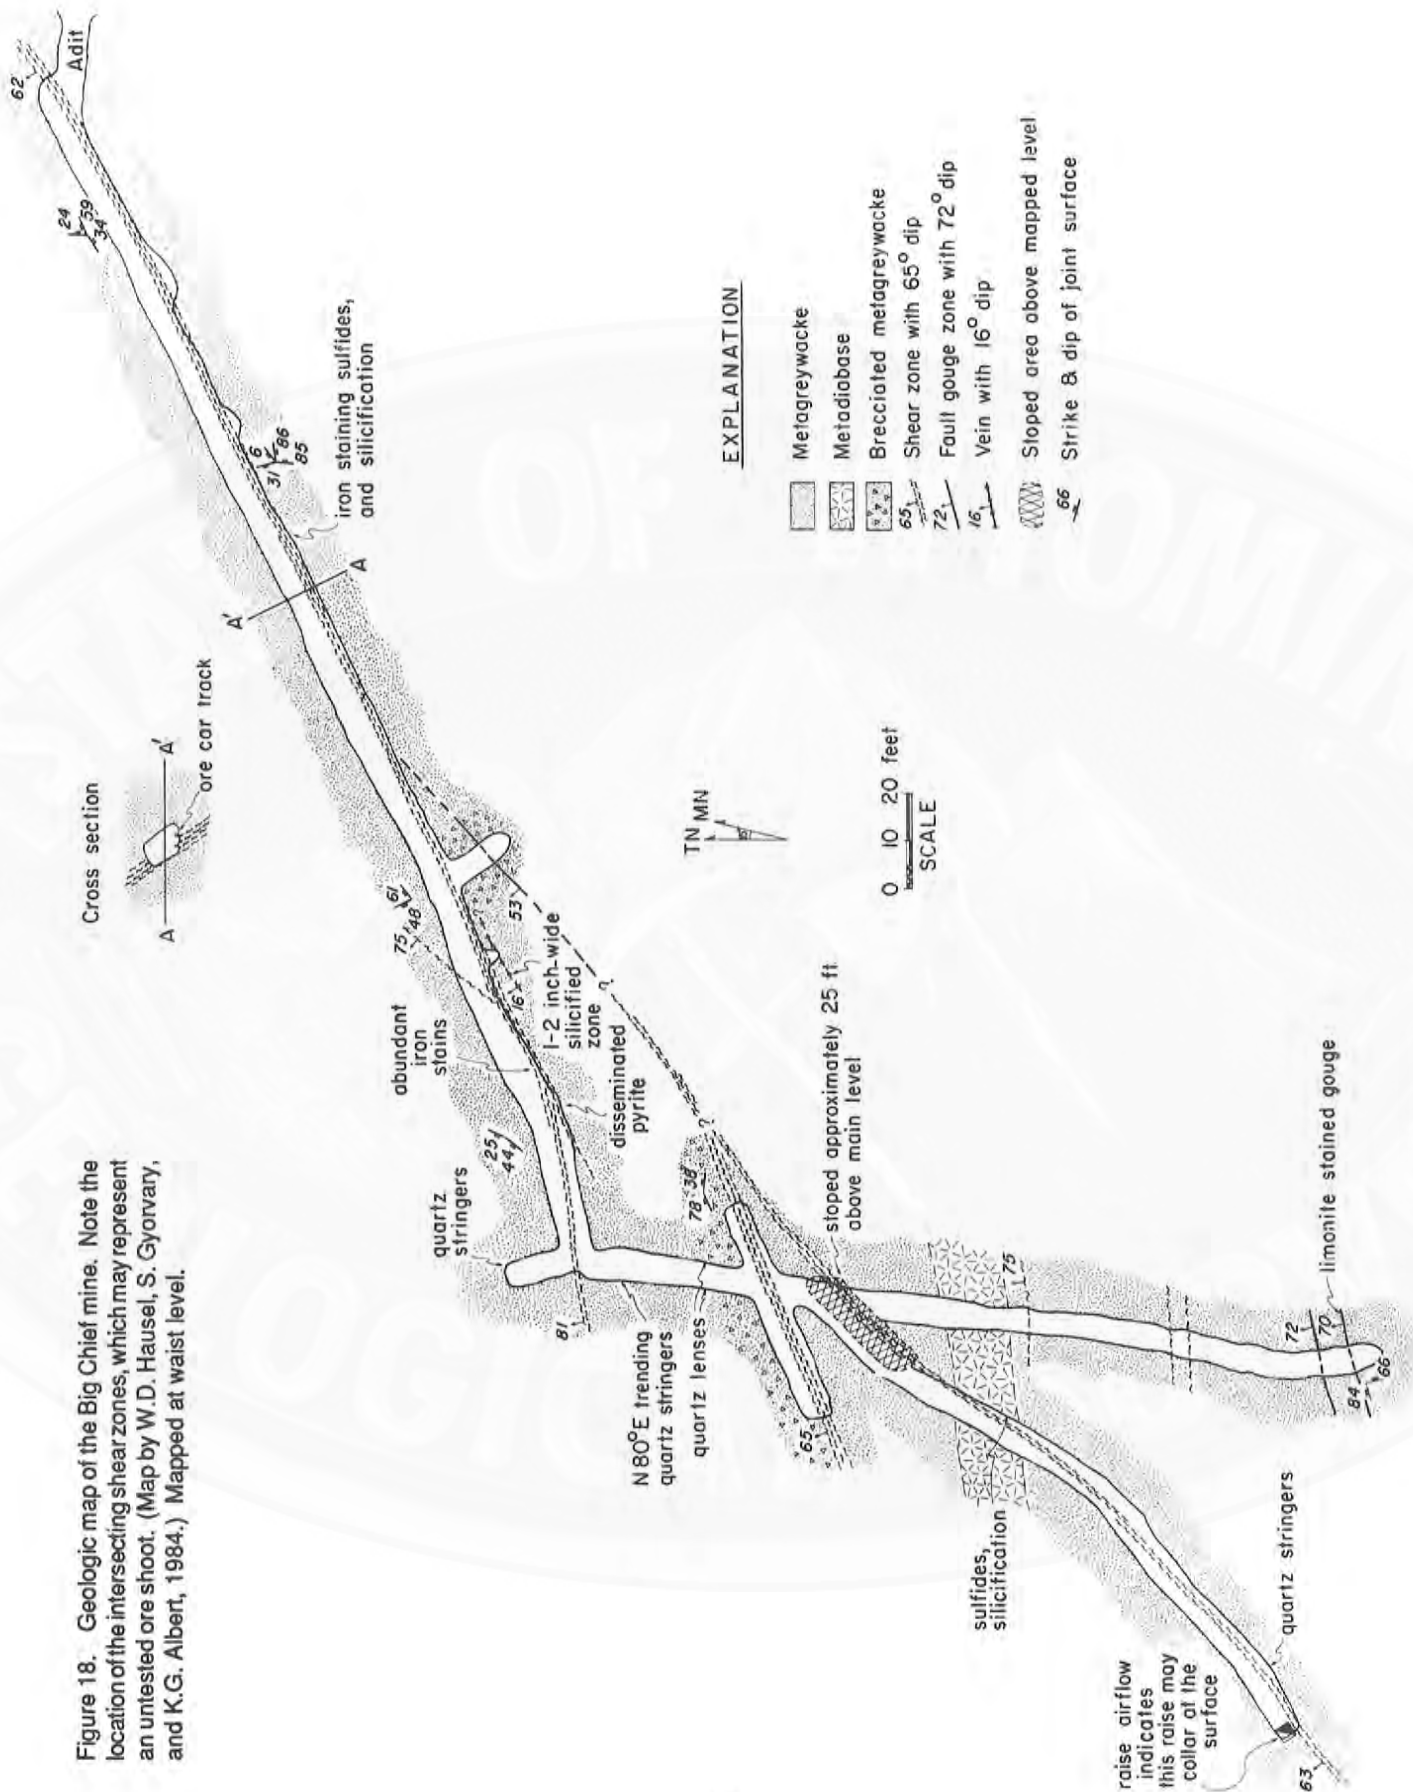 Figure 18. Geologic map of the Big Chief mine. Note the
location of the intersecting shear zones, which may represent
an untested ore shoot. (Map by W.D. Hausel, S. Gyorvary,
and K.G. Albert, 1984.) Mapped at waist level.
Cross section
A
A'
ore car track
62
Adit
24
59
34
6
31
86
85
iron staining sulfides,
and silicification
A'
A
61
48
75
abundant
iron
stains
16
53
1-2 inch-wide
silicified
zone
disseminated
pyrite
25
44
quartz
stringers
81
N80°E trending
quartz stringers
quartz lenses
78
38
65
?
?
stoped approximately 25 ft
above main level
75
sulfides,
silicification
72
70
84
66
limonite stained gouge
quartz stringers
raise airflow
indicates
this raise may
collar at the
surface
63
TN
MN
0 10 20 feet
SCALE
EXPLANATION
Metagreywacke
Metadiabase
Brecciated metagreywacke
65 Shear zone with 65° dip
72 Fault gouge zone with 72° dip
16 Vein with 16° dip
Stoped area above mapped level
66 Strike & dip of joint surface